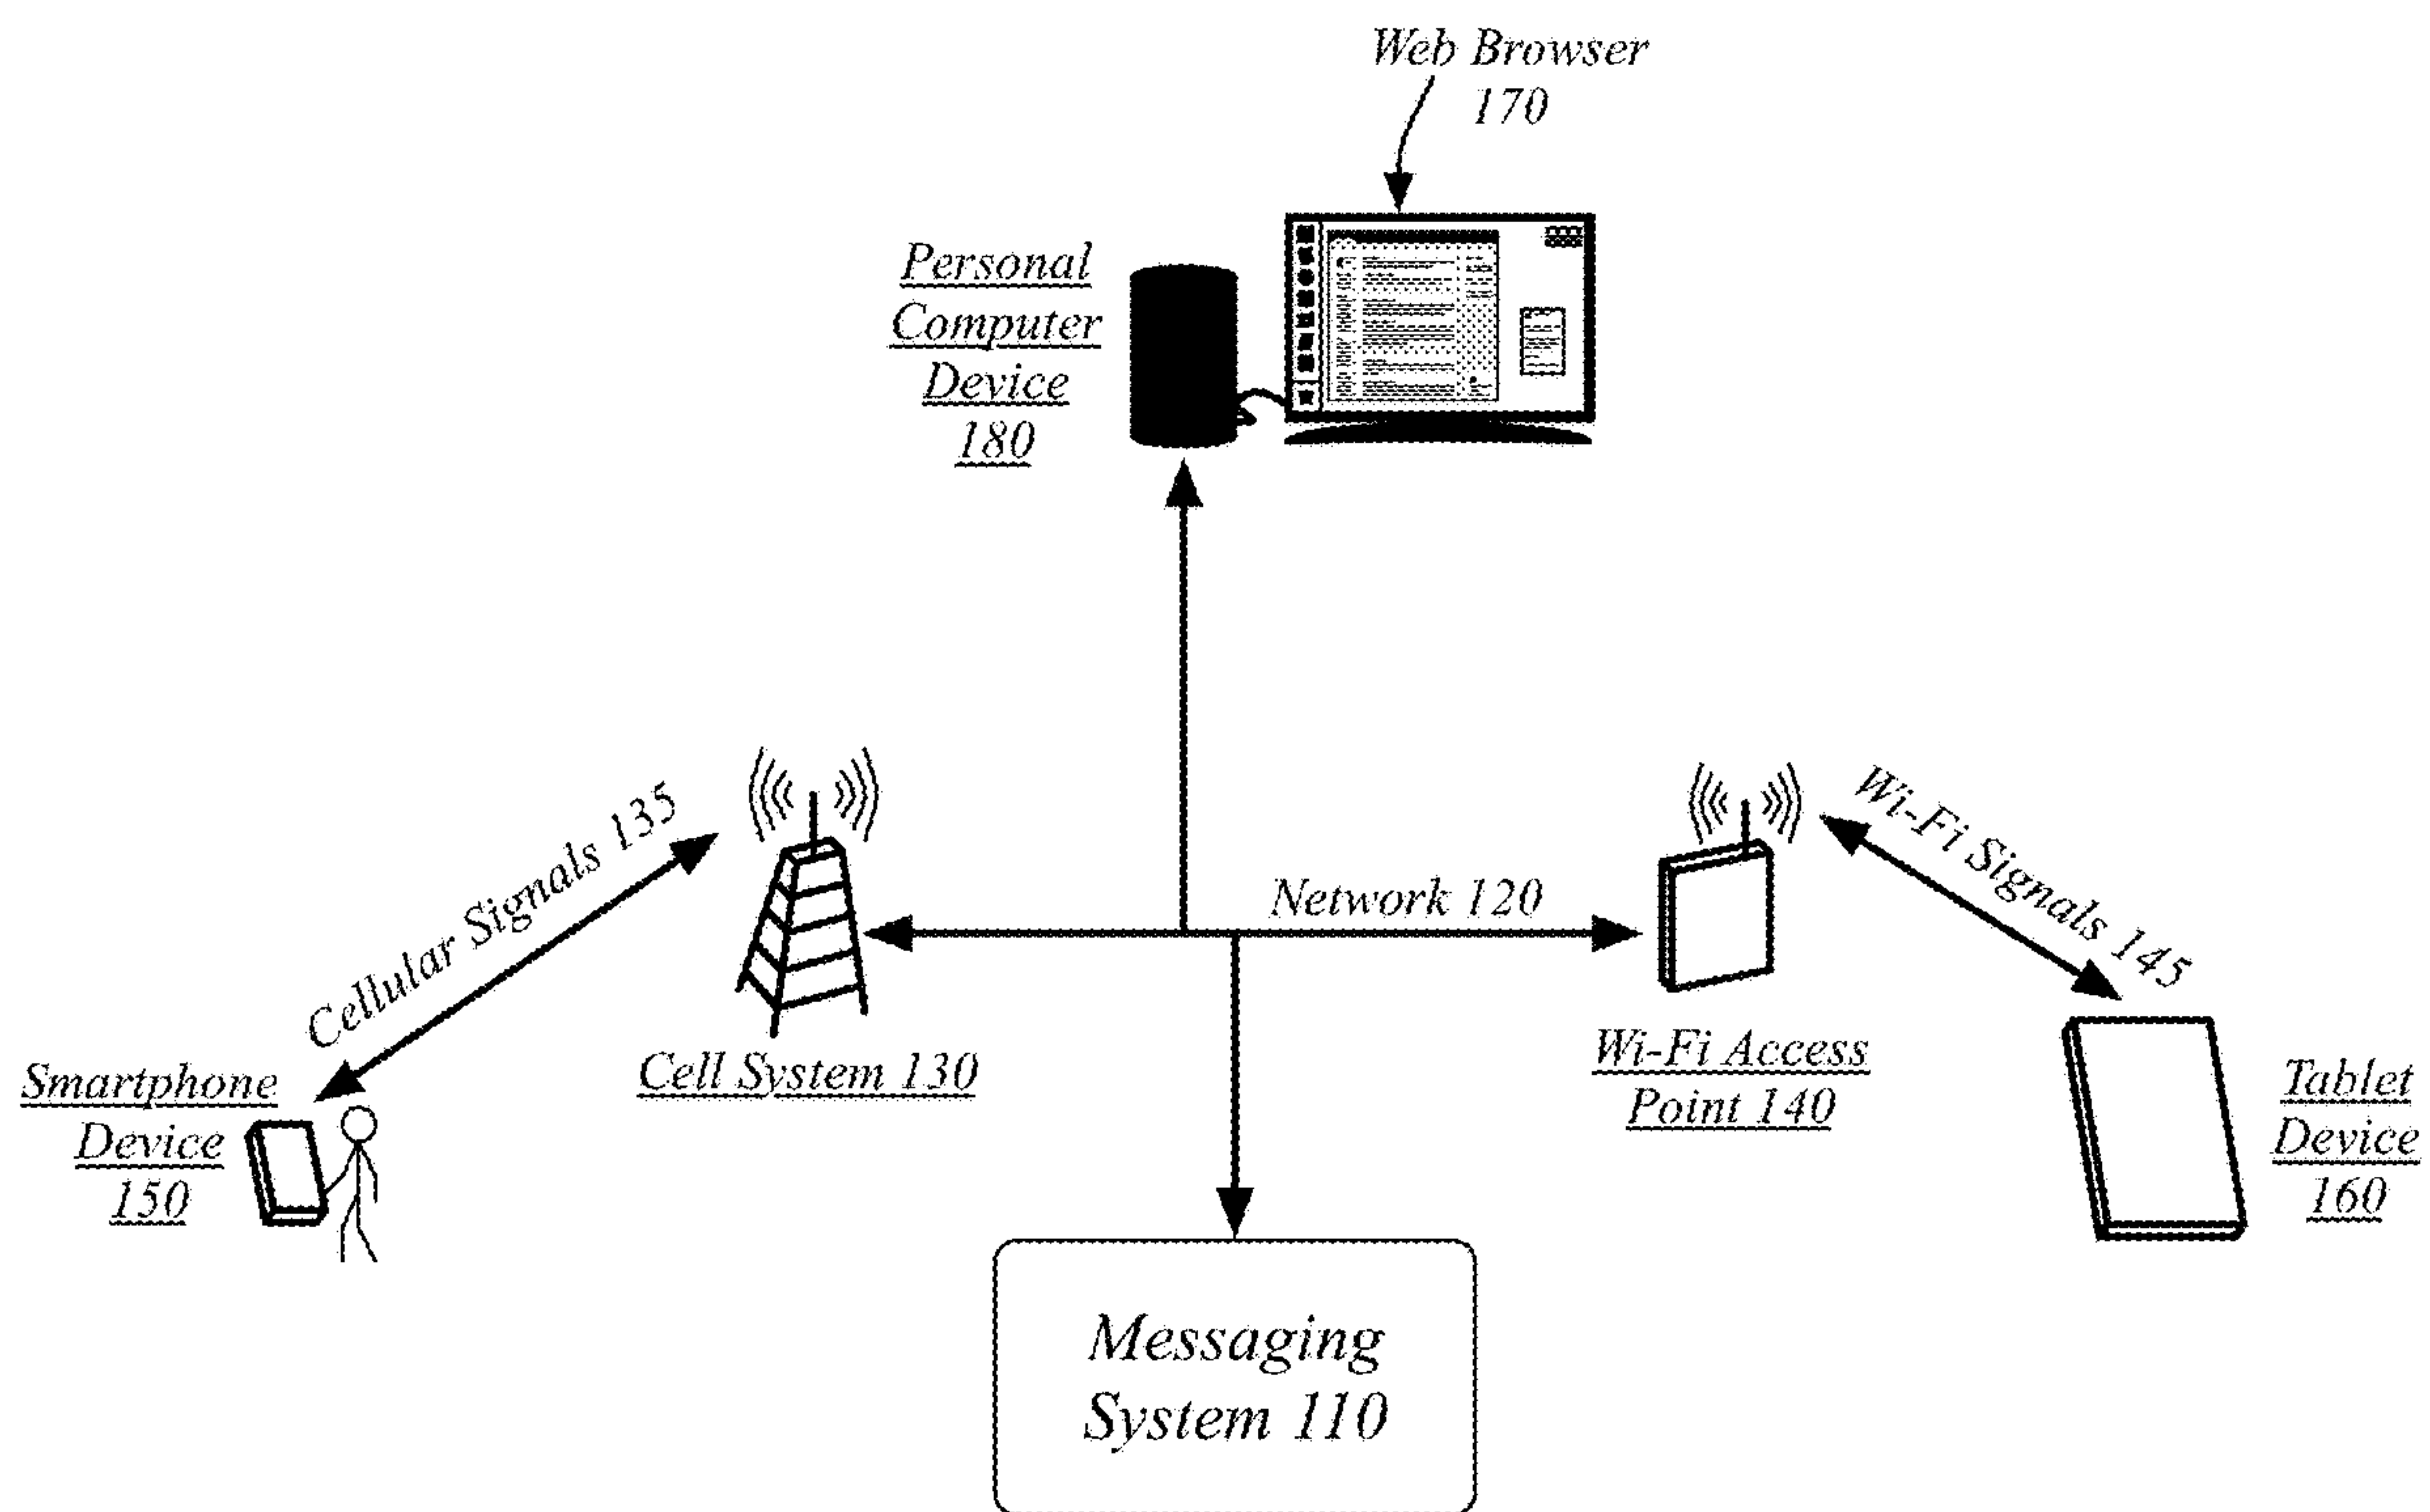 Web Browser
170
Personal
Computer
Device
180
Cellular Signals 135
Network 120
Wi-Fi Signals 145
Smartphone
Device
150
Cell System 130
Wi-Fi Access
Point 140
Tablet
Device
160
Messaging
System 110